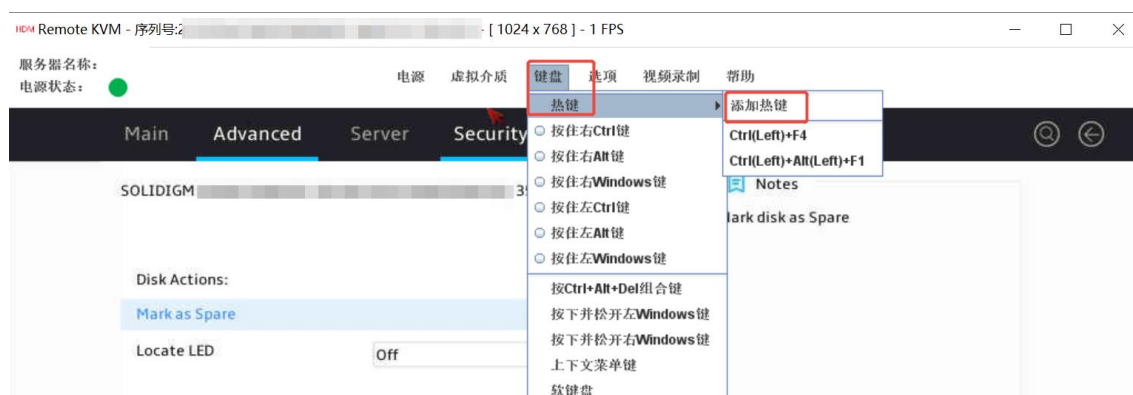 HDM Remote KVM - 序列号:2 - [ 1024 x 768 ] - 1 FPS
服务器名称:
电源状态:
电源 虚拟介质 键盘 选项 视频录制 帮助
热键
添加热键
Ctrl(Left)+F4
Ctrl(Left)+Alt(Left)+F1
按住右Ctrl键
按住右Alt键
按住右Windows键
按住左Ctrl键
按住左Alt键
按住左Windows键
按Ctrl+Alt+Del组合键
按下并松开左Windows键
按下并松开右Windows键
上下文菜单键
软键盘
Main Advanced Server Security
SOLIDIGM
Notes
Disk Actions:
Mark as Spare
Locate LED
Off
lark disk as Spare